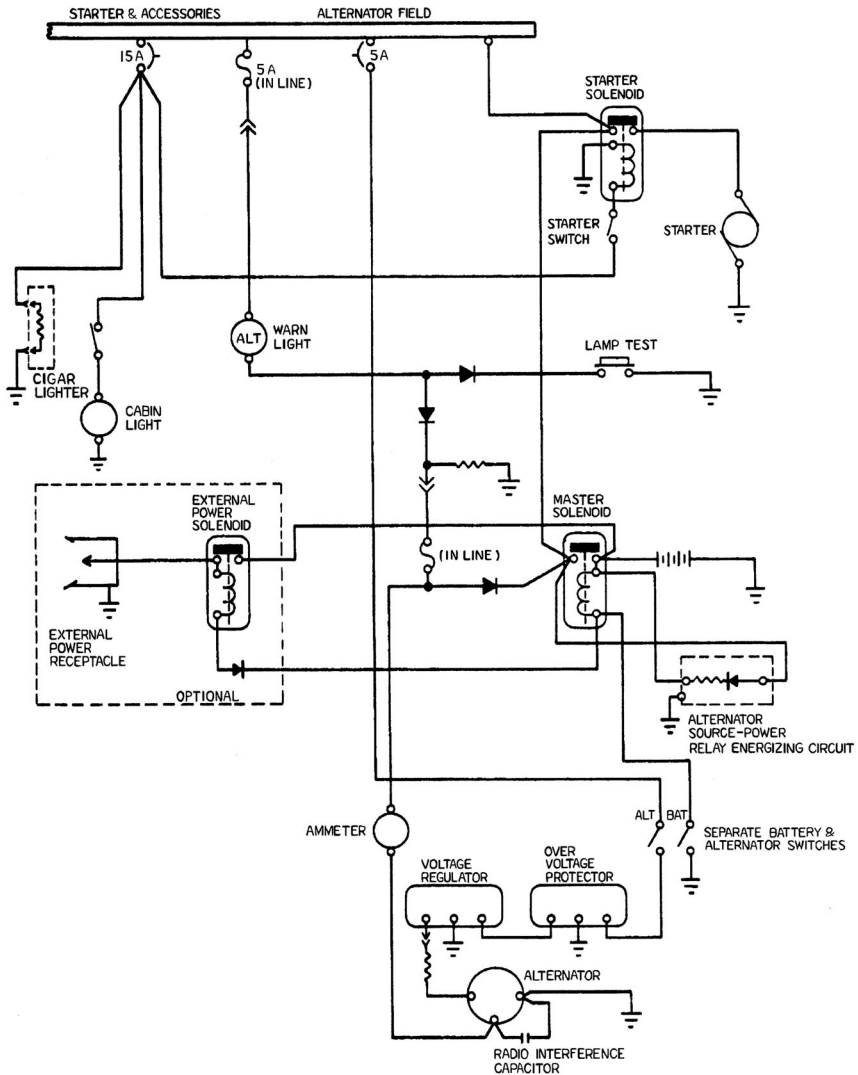 STARTER & ACCESSORIES
ALTERNATOR FIELD
15A
5A
(IN LINE)
5A
STARTER
SOLENOID
STARTER
SWITCH
STARTER
ALT
WARN
LIGHT
LAMP TEST
CIGAR
LIGHTER
CABIN
LIGHT
EXTERNAL
POWER
SOLENOID
MASTER
SOLENOID
(IN LINE)
EXTERNAL
POWER
RECEPTACLE
OPTIONAL
ALTERNATOR
SOURCE-POWER
RELAY ENERGIZING CIRCUIT
ALT
BAT
SEPARATE BATTERY &
ALTERNATOR SWITCHES
AMMETER
VOLTAGE
REGULATOR
OVER
VOLTAGE
PROTECTOR
ALTERNATOR
RADIO INTERFERENCE
CAPACITOR